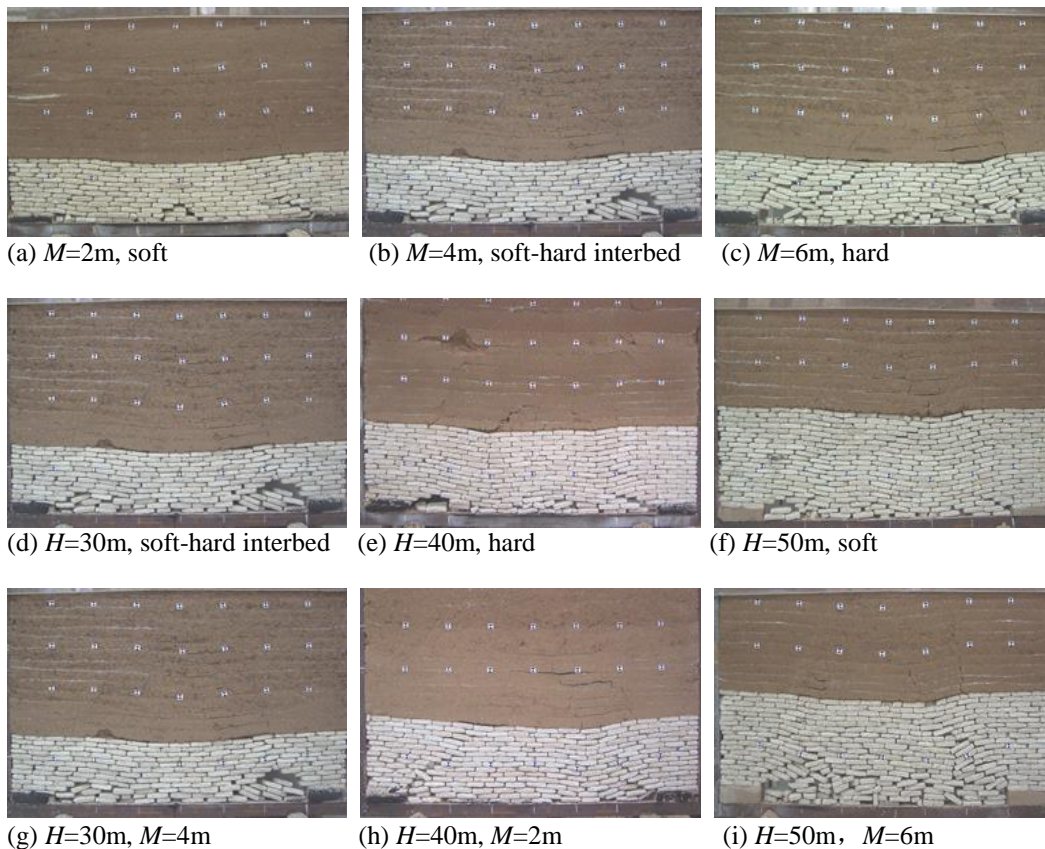 (a) M=2m, soft
(b) M=4m, soft-hard interbed
(c) M=6m, hard
(d) H=30m, soft-hard interbed
(e) H=40m, hard
(f) H=50m, soft
(g) H=30m, M=4m
(h) H=40m, M=2m
(i) H=50m，M=6m